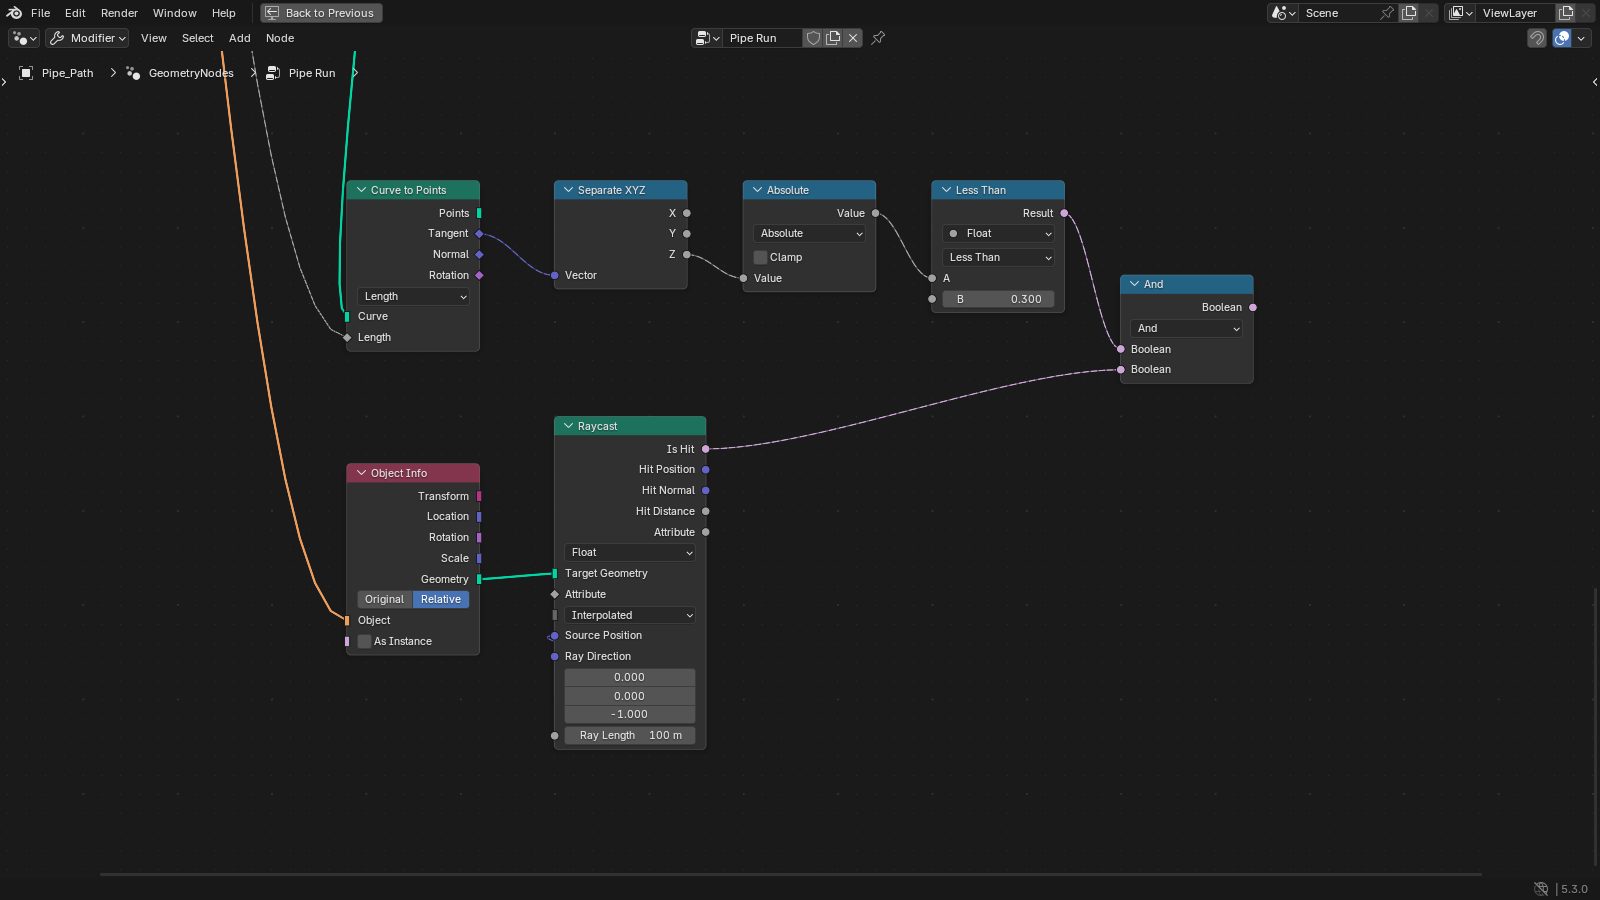 File Edit Render Window Help Back to Previous Scene ViewLayer
Modifier View Select Add Node Pipe Run
Pipe_Path GeometryNodes Pipe Run
Curve to Points
Points
Tangent
Normal
Rotation
Length
Curve
Length
Separate XYZ
X
Y
Z
Vector
Absolute
Value
Absolute
Clamp
Value
Less Than
Result
Float
Less Than
A
B 0.300
And
Boolean
And
Boolean
Boolean
Object Info
Transform
Location
Rotation
Scale
Geometry
Original Relative
Object
As Instance
Raycast
Is Hit
Hit Position
Hit Normal
Hit Distance
Attribute
Float
Target Geometry
Attribute
Interpolated
Source Position
Ray Direction
0.000
0.000
-1.000
Ray Length 100 m
5.3.0